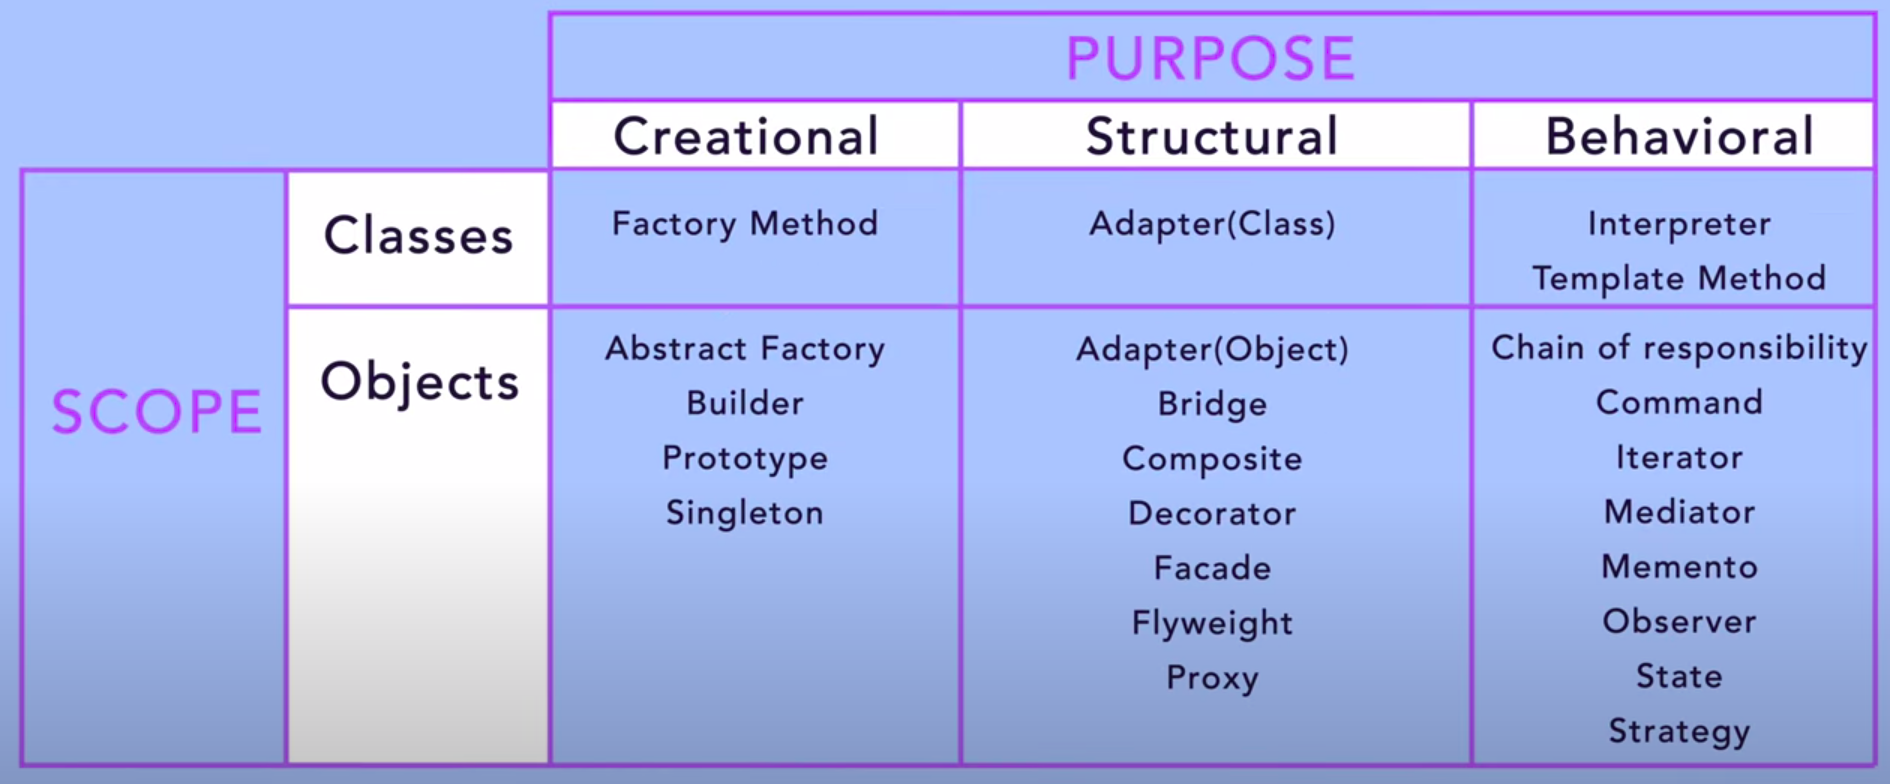 PURPOSE
Creational Structural Behavioral
SCOPE
Classes
Factory Method
Adapter(Class)
Interpreter
Template Method
Objects
Abstract Factory
Builder
Prototype
Singleton
Adapter(Object)
Bridge
Composite
Decorator
Facade
Flyweight
Proxy
Chain of responsibility
Command
Iterator
Mediator
Memento
Observer
State
Strategy